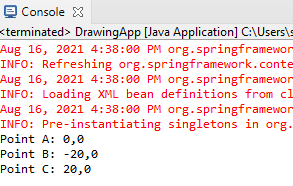 Console
<terminated> DrawingApp [Java Application] C:\Users\s
Aug 16, 2021 4:38:00 PM org.springframewor
INFO: Refreshing org.springframework.conte
Aug 16, 2021 4:38:00 PM org.springframewor
INFO: Loading XML bean definitions from cl
Aug 16, 2021 4:38:00 PM org.springframewor
INFO: Pre-instantiating singletons in org.
Point A: 0,0
Point B: -20,0
Point C: 20,0